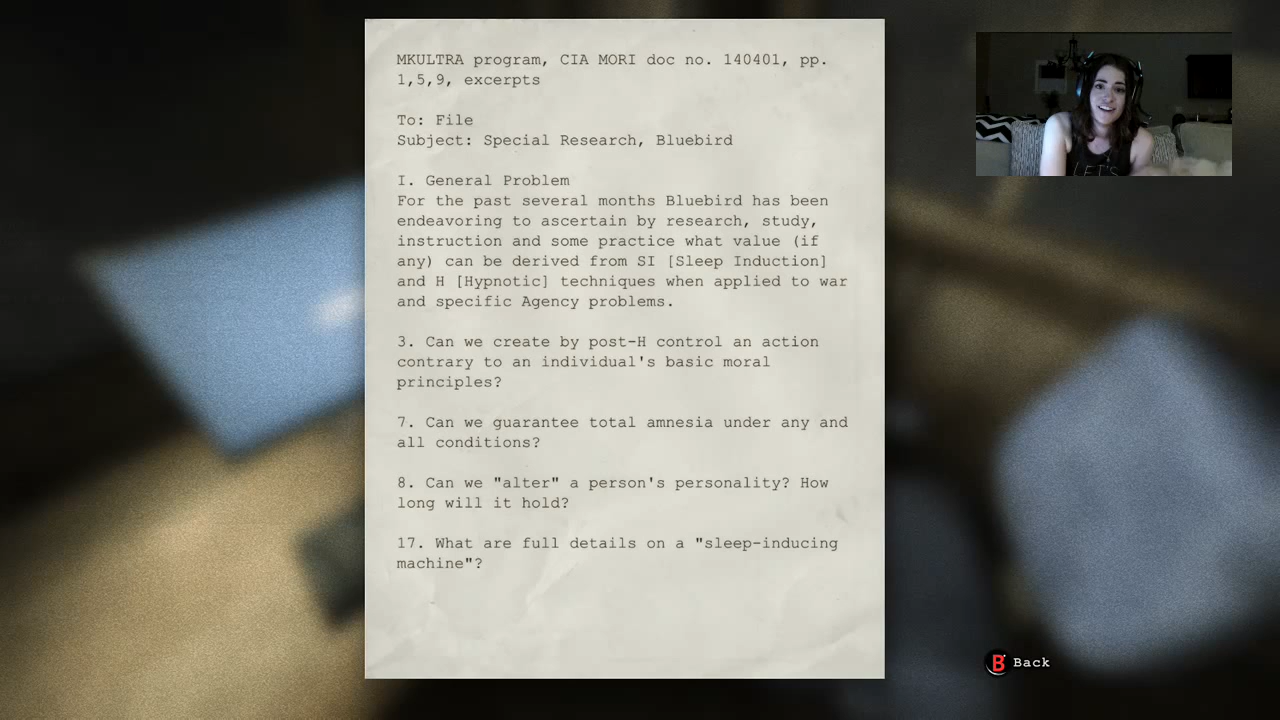 MKULTRA program, CIA MORI doc no. 140401, pp.
1,5,9, excerpts
To: File
Subject: Special Research, Bluebird
I. General Problem
For the past several months Bluebird has been
endeavoring to ascertain by research, study,
instruction and some practice what value (if
any) can be derived from SI [Sleep Induction]
and H [Hypnotic] techniques when applied to war
and specific Agency problems.
3. Can we create by post-H control an action
contrary to an individual's basic moral
principles?
7. Can we guarantee total amnesia under any and
all conditions?
8. Can we "alter" a person's personality? How
long will it hold?
17. What are full details on a "sleep-inducing
machine"?
LET'S
B Back